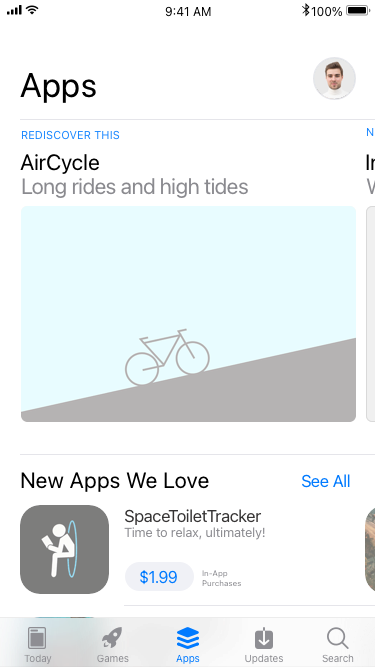 9:41 AM
100%
Apps
REDISCOVER THIS
AirCycle
Long rides and high tides
New Apps We Love
See All
SpaceToiletTracker
Time to relax, ultimately!
$1.99
In-App
Purchases
Today
Games
Apps
Updates
Search